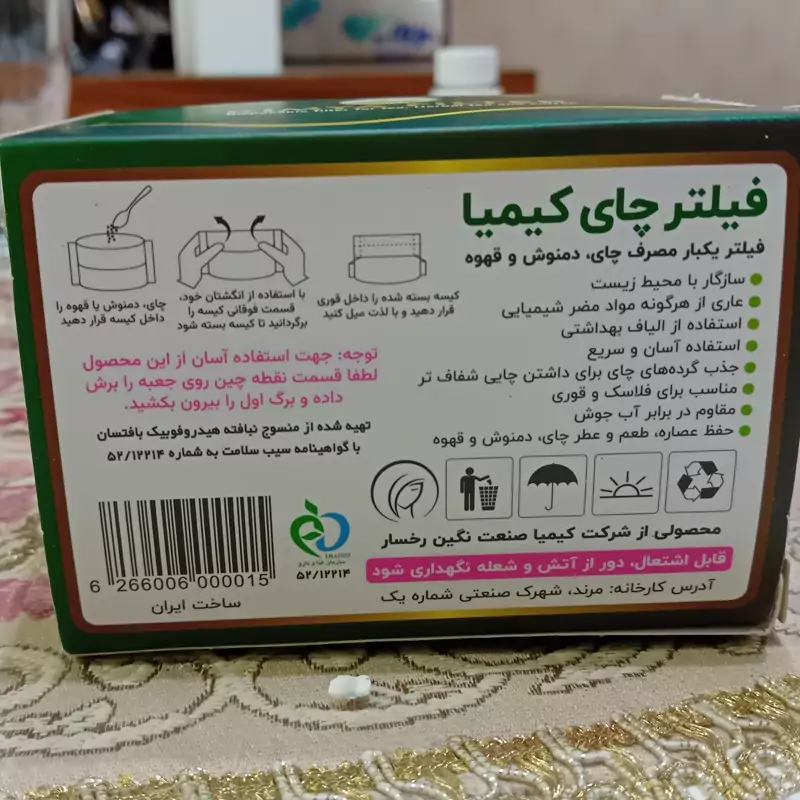 فیلتر چای کیمیا
فیلتر یکبار مصرف چای، دمنوش و قهوه
سازگار با محیط زیست
عاری از هرگونه مواد مضر شیمیایی
استفاده از الیاف بهداشتی
استفاده آسان و سریع
جذب گرده‌های چای برای داشتن چایی شفاف تر
مناسب برای فلاسک و قوری
مقاوم در برابر آب جوش
حفظ عصاره، طعم و عطر چای، دمنوش و قهوه
محصولی از شرکت کیمیا صنعت نگین رخسار
قابل اشتعال، دور از آتش و شعله نگهداری شود
آدرس کارخانه: مرند، شهرک صنعتی شماره یک
چای، دمنوش یا قهوه را
داخل کیسه قرار دهید
با استفاده از انگشتان خود،
قسمت فوقانی کیسه را
برگردانید تا کیسه بسته شود
کیسه بسته شده را داخل قوری
قرار دهید و با لذت میل کنید
توجه: جهت استفاده آسان از این محصول
لطفا قسمت نقطه چین روی جعبه را برش
داده و برگ اول را بیرون بکشید.
تهیه شده از منسوج نبافته هیدروفوبیک بافتسان
با گواهینامه سیب سلامت به شماره ۵۲/۱۲۲۱۴
سازمان غذا و دارو
۵۲/۱۲۲۱۴
6 266006 000015
ساخت ایران